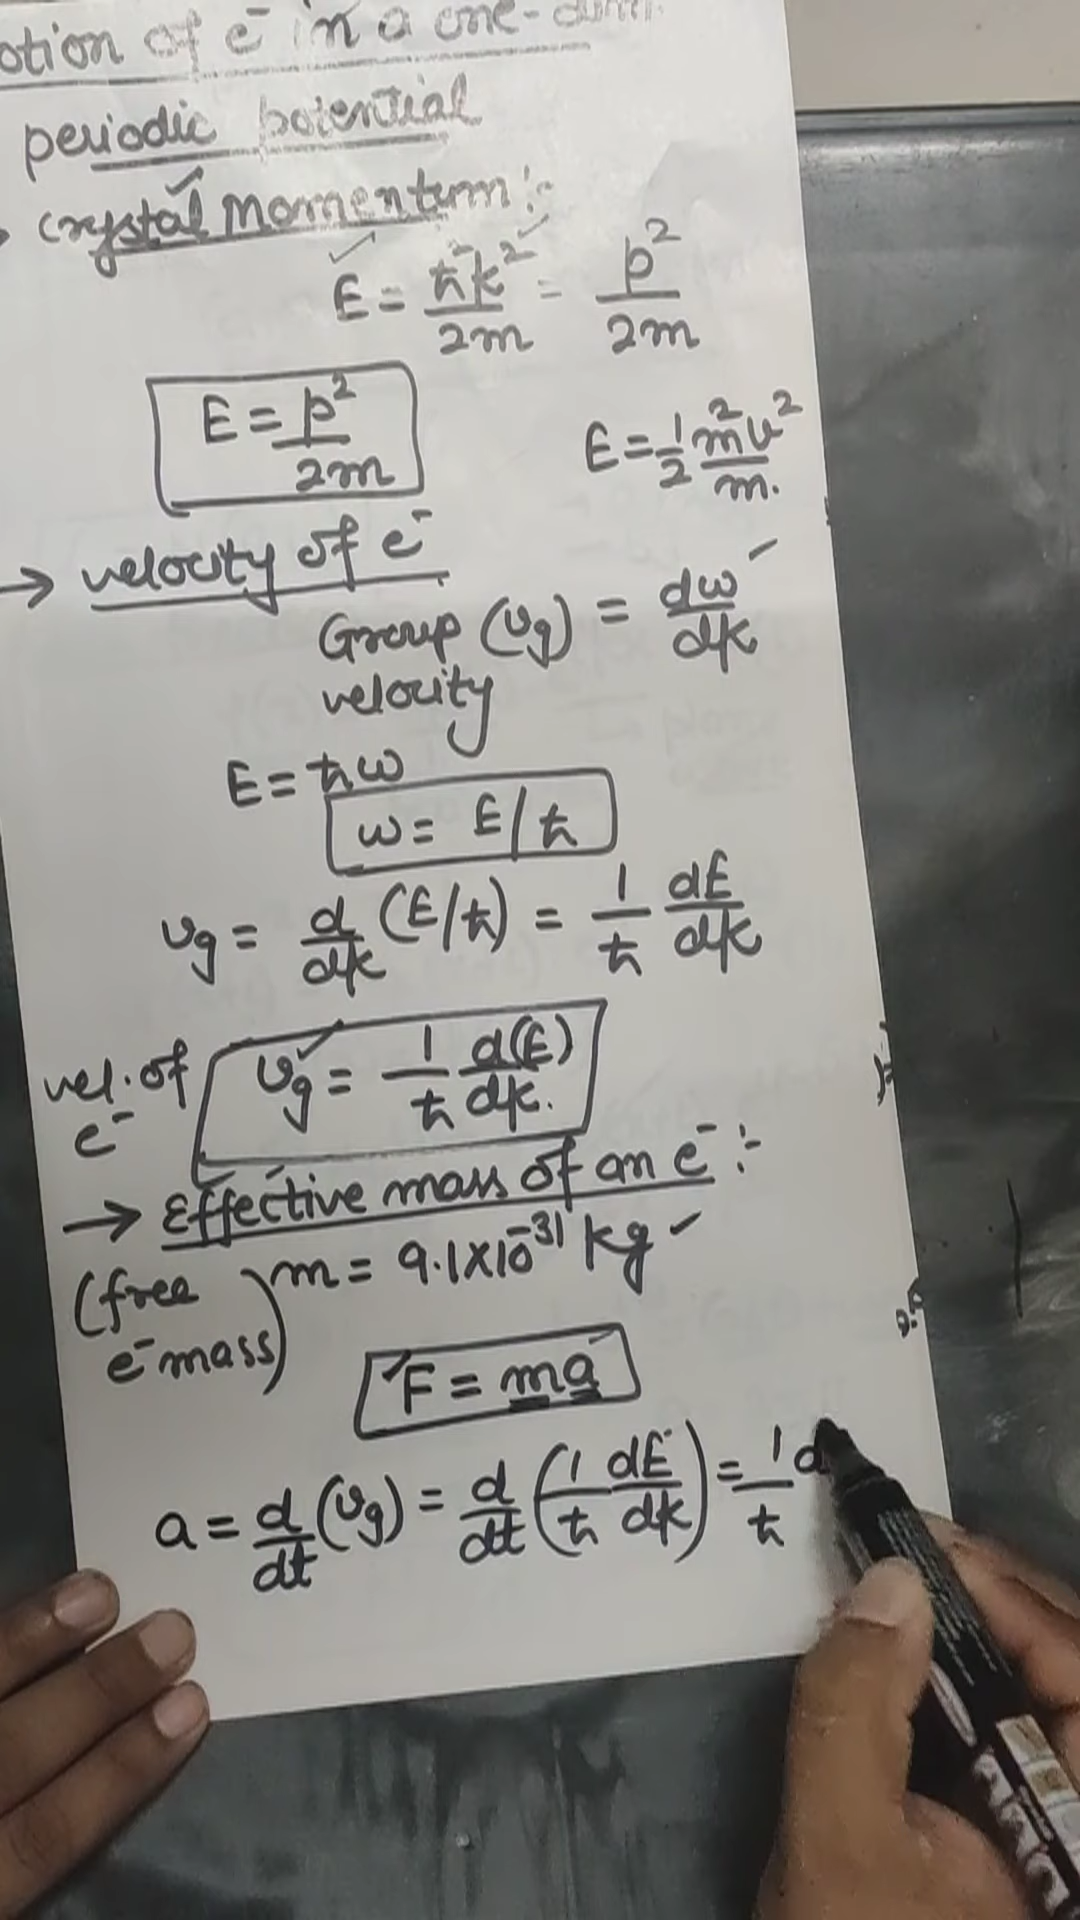 otion of e⁻ in a one-dim
periodic potential
crystal momentum :-
E = ħ²k²/2m = p²/2m
E = p²/2m
E = 1/2 m²v²/m.
→ velocity of e⁻
Group (vg) = dω/dk
velocity
E = ħω
ω = E/ħ
vg = d/dk (E/ħ) = 1/ħ dE/dk
vel. of e⁻
vg = 1/ħ d(E)/dk.
→ Effective mass of an e⁻ :-
(free e⁻ mass) m = 9.1×10⁻³¹ kg
F = ma
a = d/dt (vg) = d/dt (1/ħ dE/dk) = 1/ħ d